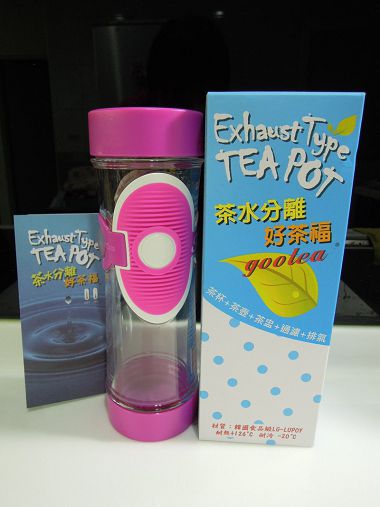 Exhaust Type
TEA POT
茶水分離
好茶福
Exhaust Type
TEA POT
茶水分離
好茶福®
gootea
茶杯+茶壺+茶盅+過濾+排氣
材質:韓國食品級LG-LUPOY
耐熱+126°C 耐冷 -20°C